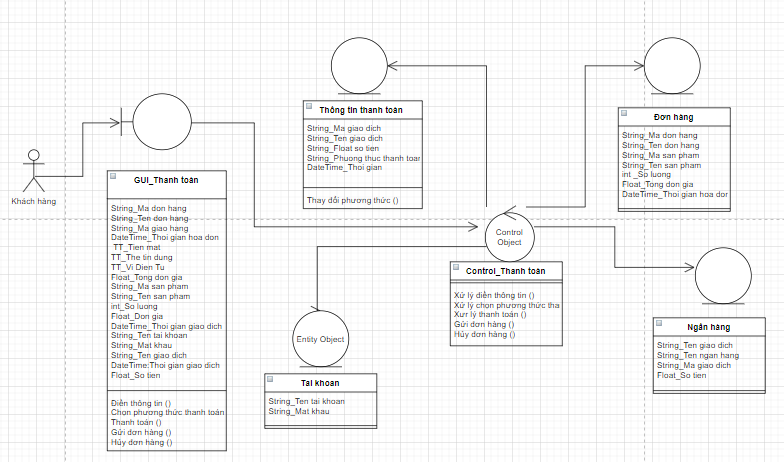 Khách hàng
GUI_Thanh toán
String_Ma don hang
String_Ten don hang
String_Ma giao hang
DateTime_Thoi gian hoa don
TT_Tien mat
TT_The tin dung
TT_Vi Dien Tu
Float_Tong don gia
String_Ma san pham
String_Ten san pham
int_So luong
Float_Don gia
DateTime_Thoi gian giao dich
String_Ten tai khoan
String_Mat khau
String_Ten giao dich
DateTime:Thoi gian giao dich
Float_So tien
Điền thông tin ()
Chọn phương thức thanh toán
Thanh toán ()
Gửi đơn hàng ()
Hủy đơn hàng ()
Thông tin thanh toán
String_Ma giao dich
String_Ten giao dich
String_Float so tien
String_Phuong thuc thanh toan
DateTime_Thoi gian
Thay đổi phương thức ()
Đơn hàng
String_Ma don hang
String_Ten don hang
String_Ma san pham
String_Ten san pham
int _So luong
Float_Tong don gia
DateTime_Thoi gian hoa don
Control
Object
Control_Thanh toán
Xử lý điền thông tin ()
Xử lý chọn phương thức tha
Xưr lý thanh toán ()
Gửi đơn hàng ()
Hủy đơn hàng ()
Entity Object
Tai khoan
String_Ten tai khoan
String_Mat khau
Ngân hàng
String_Ten giao dich
String_Ten ngan hang
String_Ma giao dich
Float_So tien